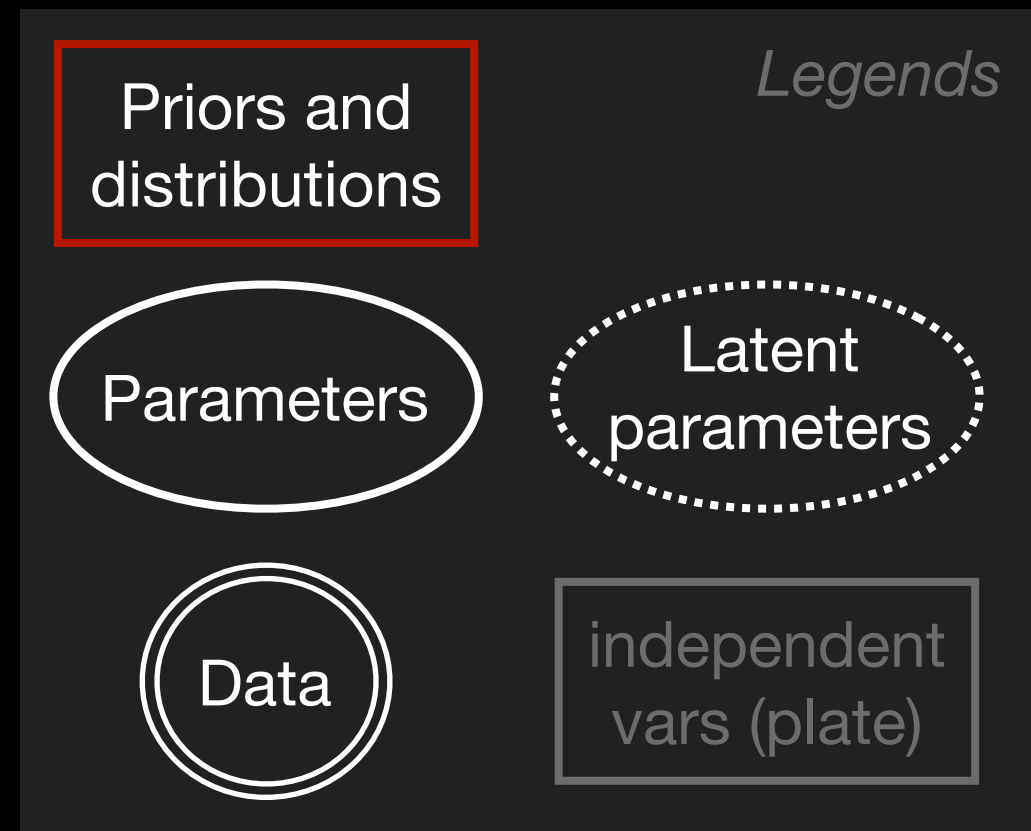 Legends
Priors and
distributions
Parameters
Latent
parameters
Data
independent
vars (plate)